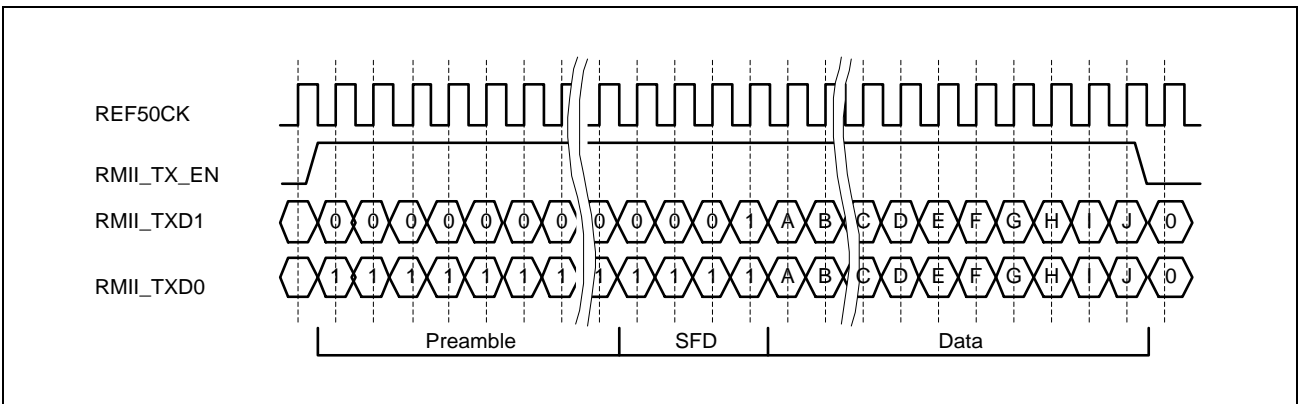 REF50CK
RMII_TX_EN
RMII_TXD1 0 0 0 0 0 0 0 0 0 0 0 1 A B C D E F G H I J 0
RMII_TXD0 1 1 1 1 1 1 1 1 1 1 1 1 A B C D E F G H I J 0
Preamble SFD Data